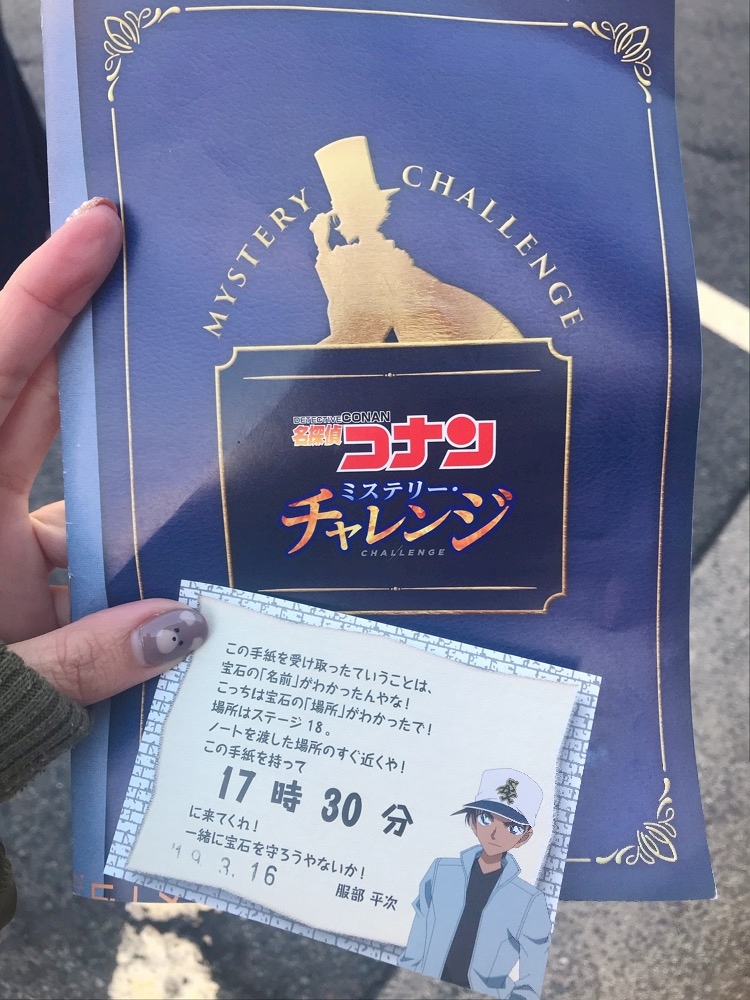 MYSTERY CHALLENGE
DETECTIVE CONAN
名探偵コナン
ミステリー・
チャレンジ
CHALLENGE
この手紙を受け取ったていうことは、
宝石の「名前」がわかったんやな!
こっちは宝石の「場所」がわかったで!
場所はステージ18。
ノートを渡した場所のすぐ近くや!
この手紙を持って
17時30分
に来てくれ!
一緒に宝石を守ろうやないか!
'19.3.16
服部 平次